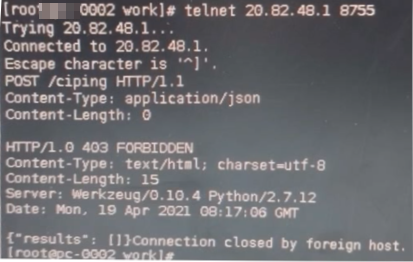 [root -0002 work]# telnet 20.82.48.1 8755
Trying 20.82.48.1...
Connected to 20.82.48.1.
Escape character is '^]'.
POST /ciping HTTP/1.1
Content-Type: application/json
Content-Length: 0
HTTP/1.0 403 FORBIDDEN
Content-Type: text/html; charset=utf-8
Content-Length: 15
Server: Werkzeug/0.10.4 Python/2.7.12
Date: Mon, 19 Apr 2021 08:17:06 GMT
{"results": []}Connection closed by foreign host.
[root@pc-0002 work]#